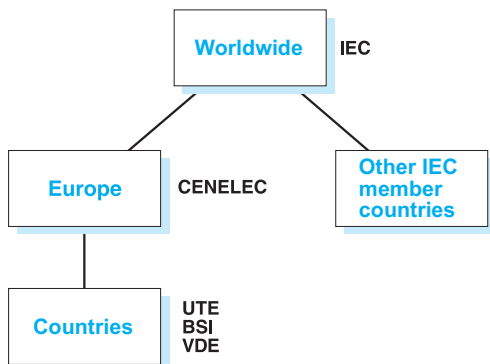 Worldwide
IEC
Europe
CENELEC
Other IEC
member
countries
Countries
UTE
BSI
VDE